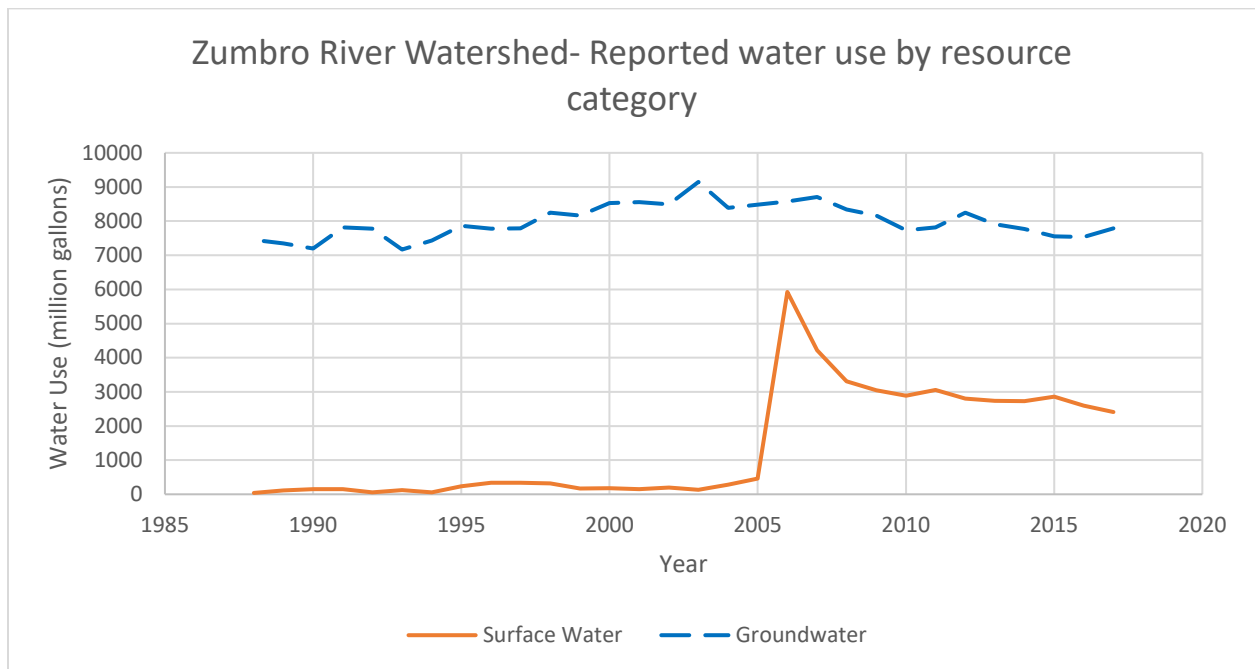 Zumbro River Watershed- Reported water use by resource
category
Water Use (million gallons)
10000
9000
8000
7000
6000
5000
4000
3000
2000
1000
0
1985 1990 1995 2000 2005 2010 2015 2020
Year
Surface Water Groundwater